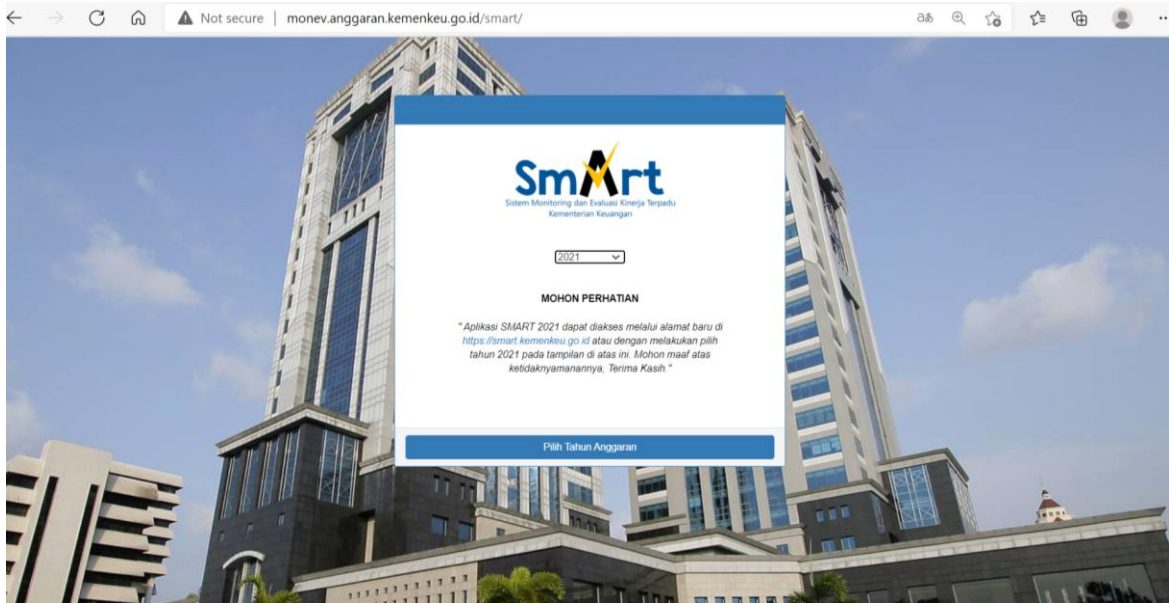 Not secure | monev.anggaran.kemenkeu.go.id/smart/
aあ
Smart
Sistem Monitoring dan Evaluasi Kinerja Terpadu
Kementerian Keuangan
2021
MOHON PERHATIAN
"Aplikasi SMART 2021 dapat diakses melalui alamat baru di
https://smart.kemenkeu.go.id atau dengan melakukan pilih
tahun 2021 pada tampilan di atas ini. Mohon maaf atas
ketidaknyamanannya, Terima Kasih."
Pilih Tahun Anggaran